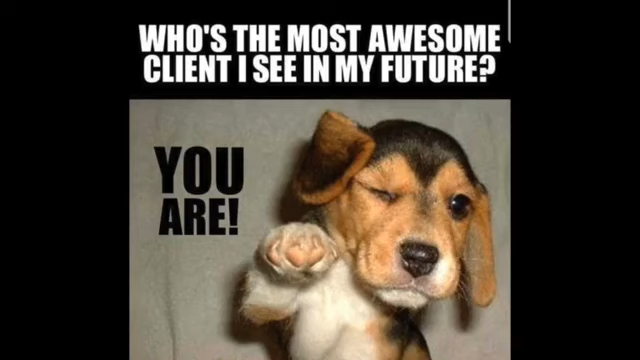 WHO'S THE MOST AWESOME
CLIENT I SEE IN MY FUTURE?
YOU
ARE!